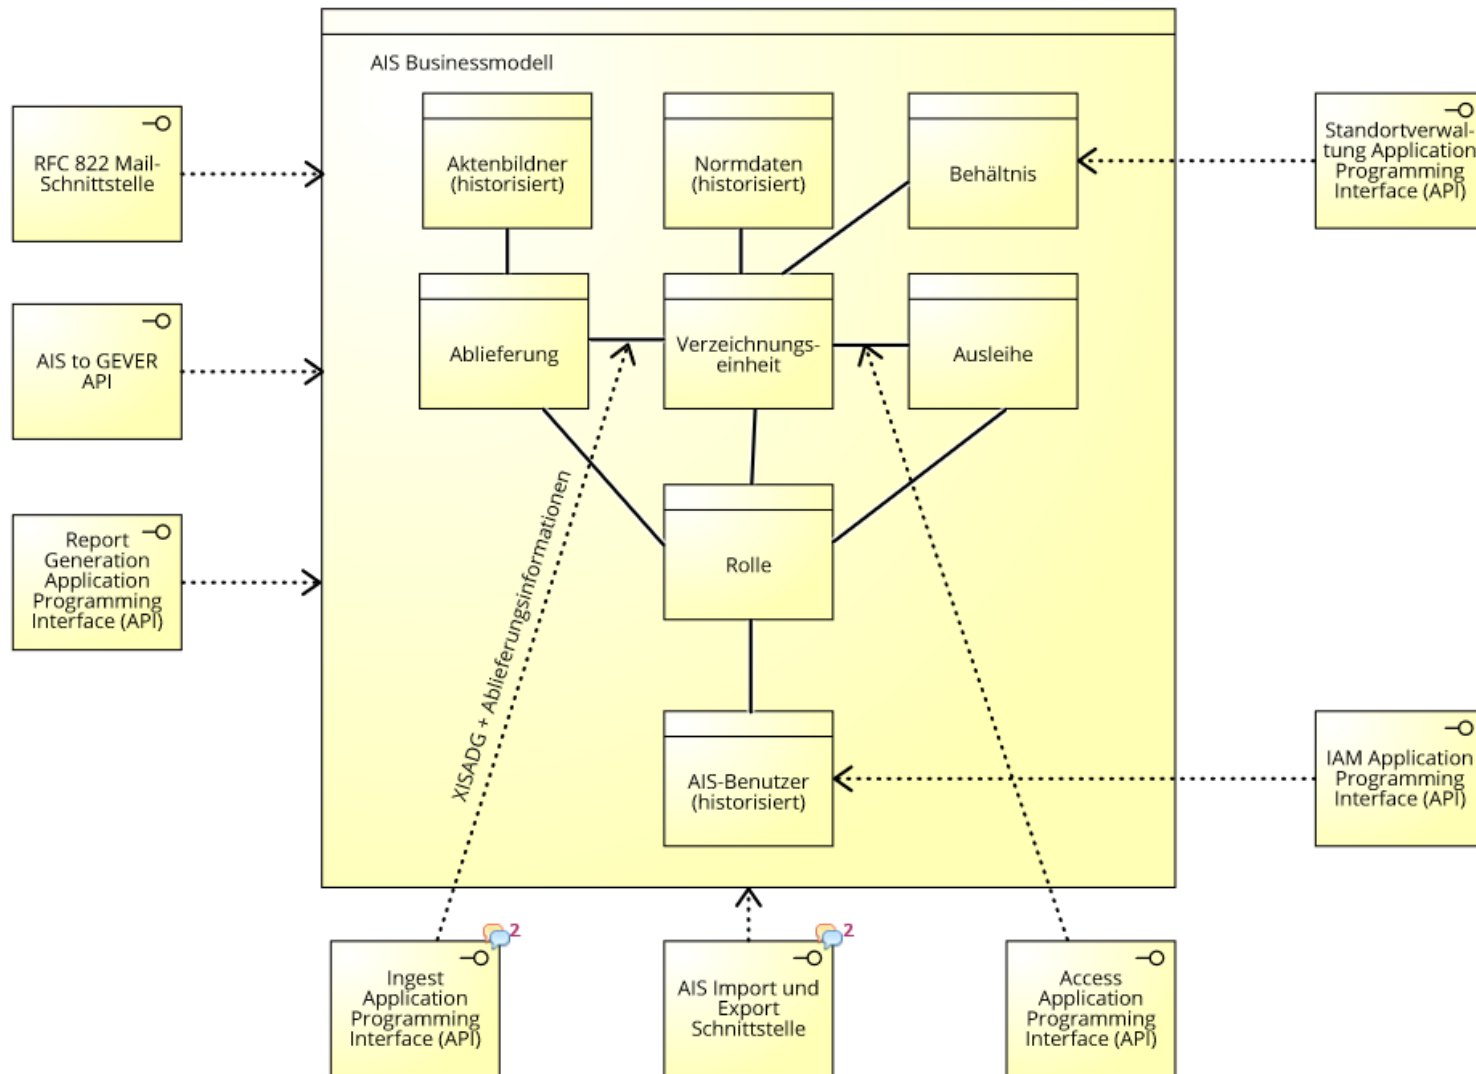 AIS Businessmodell
RFC 822 Mail-
Schnittstelle
Aktenbildner
(historisiert)
Normdaten
(historisiert)
Behältnis
Standortverwal-
tung Application
Programming
Interface (API)
AIS to GEVER
API
Ablieferung
Verzeichnungs-
einheit
Ausleihe
Report
Generation
Application
Programming
Interface (API)
Rolle
XISADG + Ablieferungsinformationen
AIS-Benutzer
(historisiert)
IAM Application
Programming
Interface (API)
2
Ingest
Application
Programming
Interface (API)
2
AIS Import und
Export
Schnittstelle
Access
Application
Programming
Interface (API)